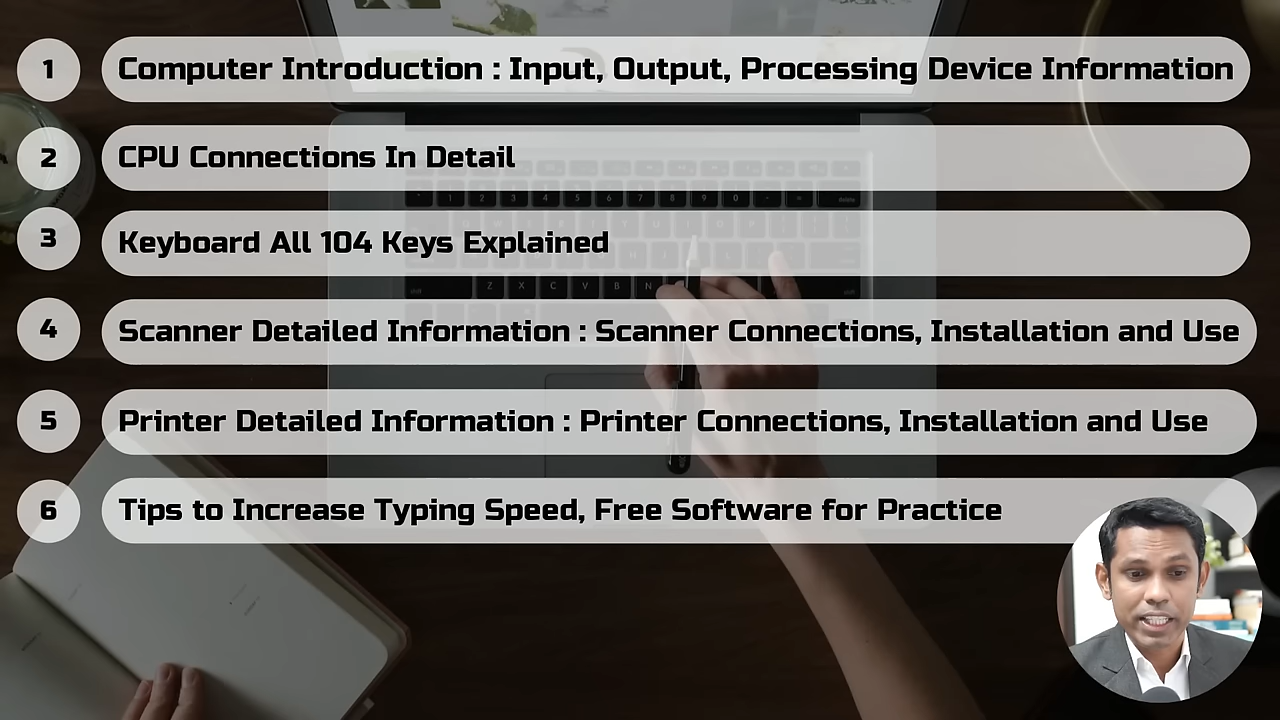 1
Computer Introduction : Input, Output, Processing Device Information
2
CPU Connections In Detail
3
Keyboard All 104 Keys Explained
4
Scanner Detailed Information : Scanner Connections, Installation and Use
5
Printer Detailed Information : Printer Connections, Installation and Use
6
Tips to Increase Typing Speed, Free Software for Practice